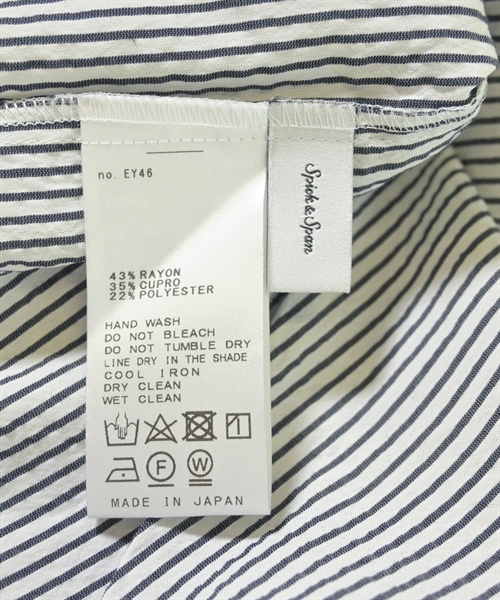 no. EY46
43% RAYON
35% CUPRO
22% POLYESTER
HAND WASH
DO NOT BLEACH
DO NOT TUMBLE DRY
LINE DRY IN THE SHADE
COOL IRON
DRY CLEAN
WET CLEAN
F W
MADE IN JAPAN
Spick & Span